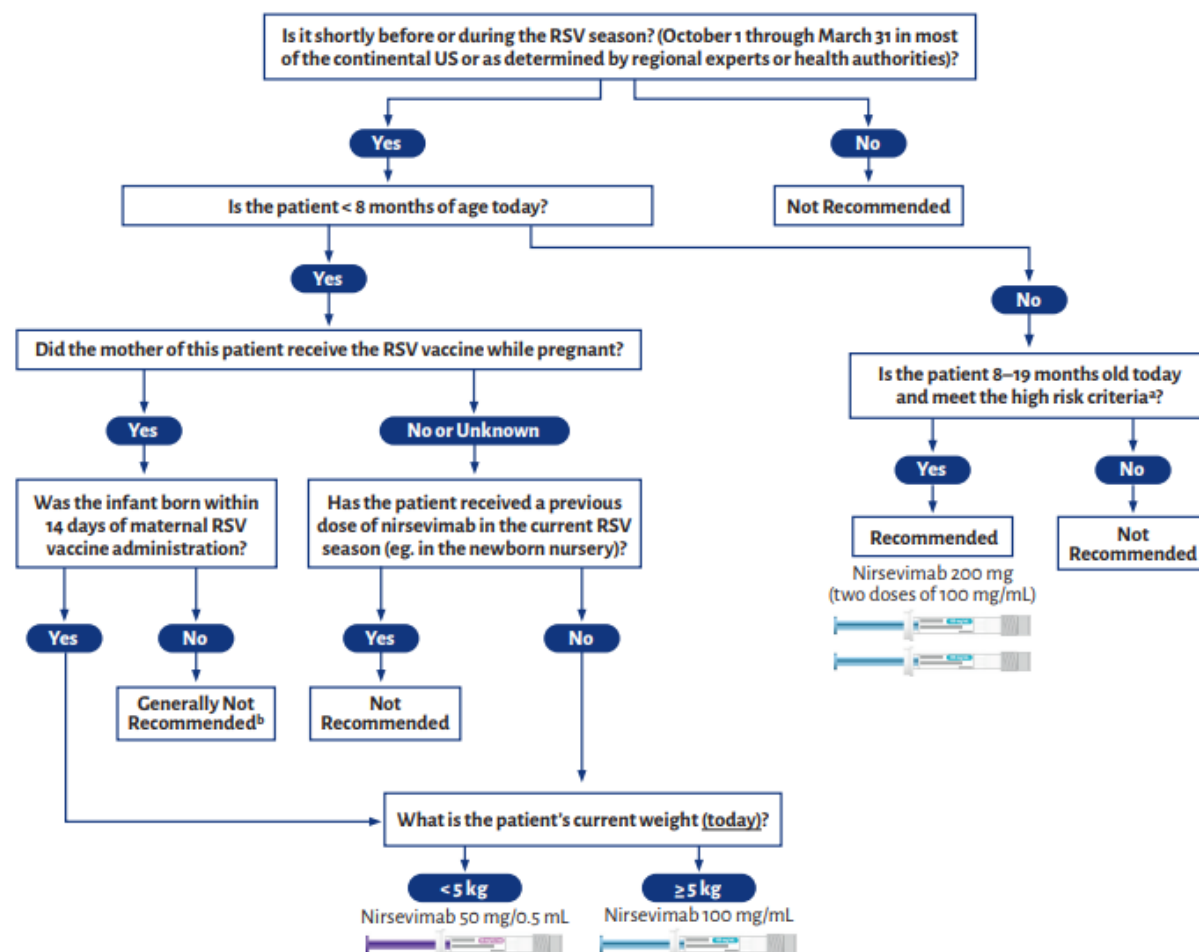 Is it shortly before or during the RSV season? (October 1 through March 31 in most
of the continental US or as determined by regional experts or health authorities)?
Yes
No
Is the patient < 8 months of age today?
Not Recommended
Yes
No
Did the mother of this patient receive the RSV vaccine while pregnant?
Is the patient 8–19 months old today
and meet the high risk criteriaᵃ?
Yes
No or Unknown
Yes
No
Was the infant born within
14 days of maternal RSV
vaccine administration?
Has the patient received a previous
dose of nirsevimab in the current RSV
season (eg. in the newborn nursery)?
Recommended
Not
Recommended
Nirsevimab 200 mg
(two doses of 100 mg/mL)
Yes
No
Yes
No
Generally Not
Recommendedᵇ
Not
Recommended
What is the patient's current weight (today)?
< 5 kg
≥ 5 kg
Nirsevimab 50 mg/0.5 mL
Nirsevimab 100 mg/mL